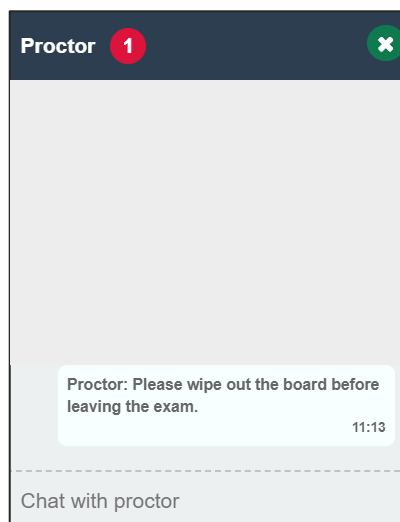 Proctor 1
Proctor: Please wipe out the board before
leaving the exam.
11:13
Chat with proctor